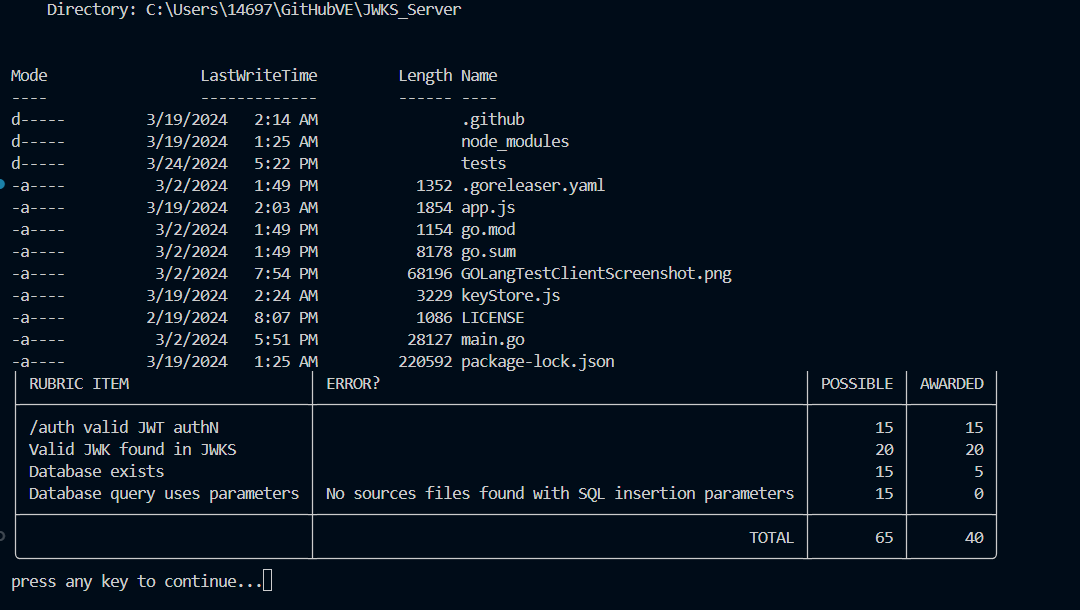 Directory: C:\Users\14697\GitHubVE\JWKS_Server
Mode LastWriteTime Length Name
---- ------------- ------ ----
d----- 3/19/2024 2:14 AM .github
d----- 3/19/2024 1:25 AM node_modules
d----- 3/24/2024 5:22 PM tests
-a---- 3/2/2024 1:49 PM 1352 .goreleaser.yaml
-a---- 3/19/2024 2:03 AM 1854 app.js
-a---- 3/2/2024 1:49 PM 1154 go.mod
-a---- 3/2/2024 1:49 PM 8178 go.sum
-a---- 3/2/2024 7:54 PM 68196 GOLangTestClientScreenshot.png
-a---- 3/19/2024 2:24 AM 3229 keyStore.js
-a---- 2/19/2024 8:07 PM 1086 LICENSE
-a---- 3/2/2024 5:51 PM 28127 main.go
-a---- 3/19/2024 1:25 AM 220592 package-lock.json
RUBRIC ITEM ERROR? POSSIBLE AWARDED
/auth valid JWT authN 15 15
Valid JWK found in JWKS 20 20
Database exists 15 5
Database query uses parameters No sources files found with SQL insertion parameters 15 0
TOTAL 65 40
press any key to continue...